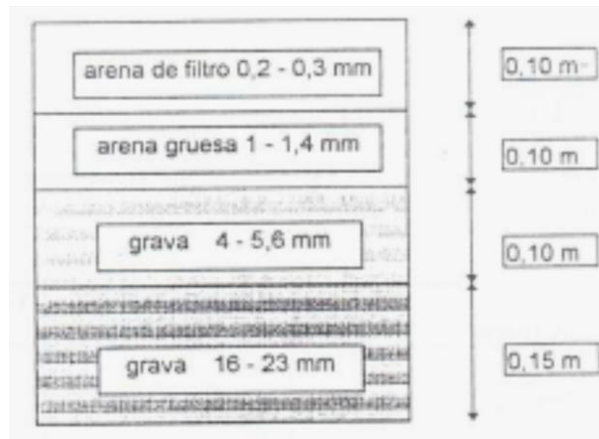 arena de filtro 0,2 - 0,3 mm
0,10 m
arena gruesa 1 - 1,4 mm
0,10 m
grava 4 - 5,6 mm
0,10 m
grava 16 - 23 mm
0,15 m